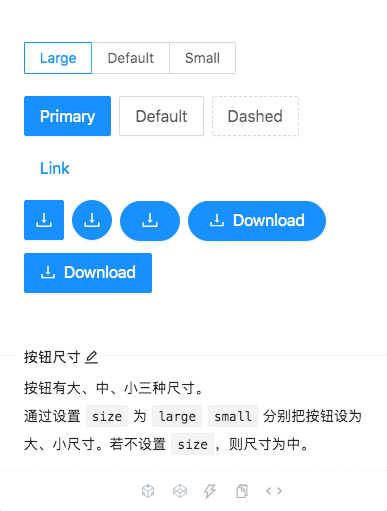 Large Default Small
Primary Default Dashed
Link
Download
Download
按钮尺寸
按钮有大、中、小三种尺寸。
通过设置 size 为 large small 分别把按钮设为
大、小尺寸。若不设置 size，则尺寸为中。